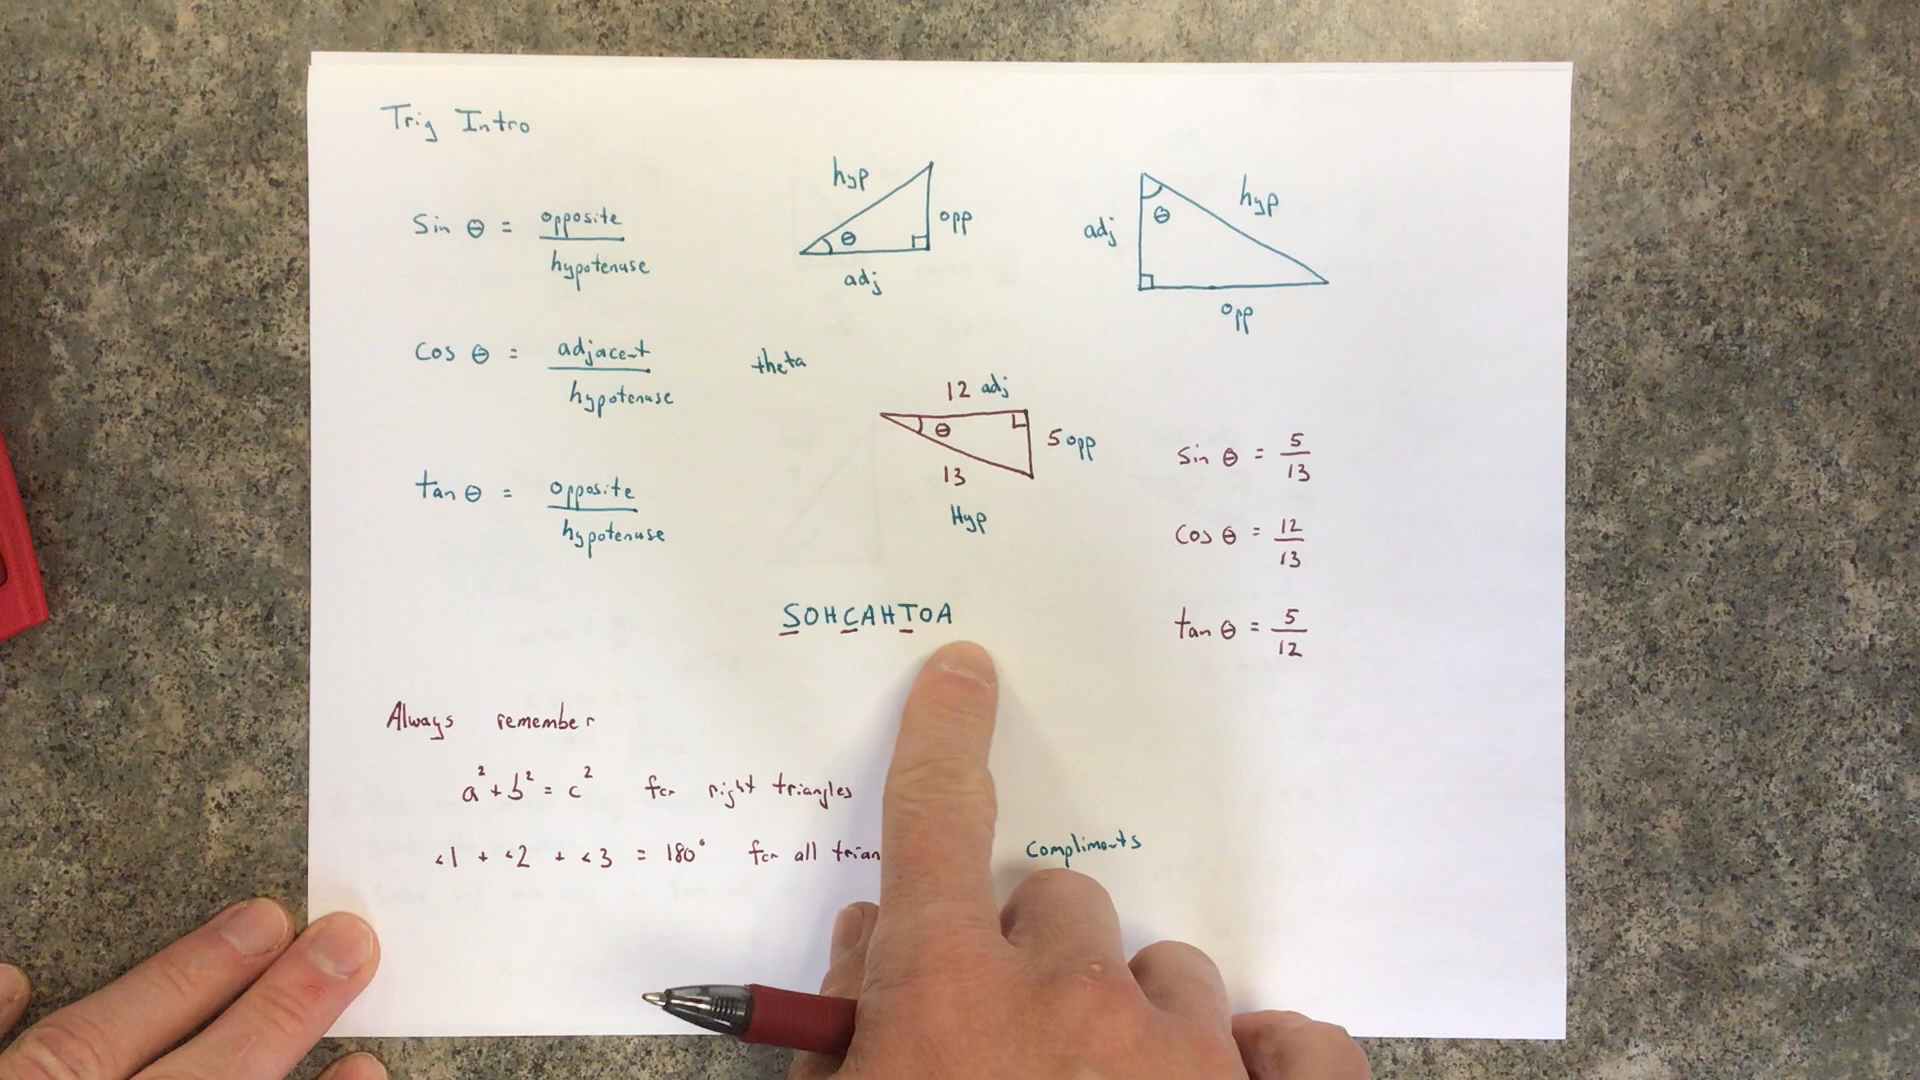 Trig Intro
Sin θ = opposite / hypotenuse
hyp
θ
opp
adj
adj
θ
hyp
opp
Cos θ = adjacent / hypotenuse
theta
12 adj
θ
5 opp
13
Hyp
tan θ = opposite / hypotenuse
Sin θ = 5/13
Cos θ = 12/13
tan θ = 5/12
SOHCAHTOA
Always remember
a² + b² = c² for right triangles
<1 + <2 + <3 = 180° for all
Compliments